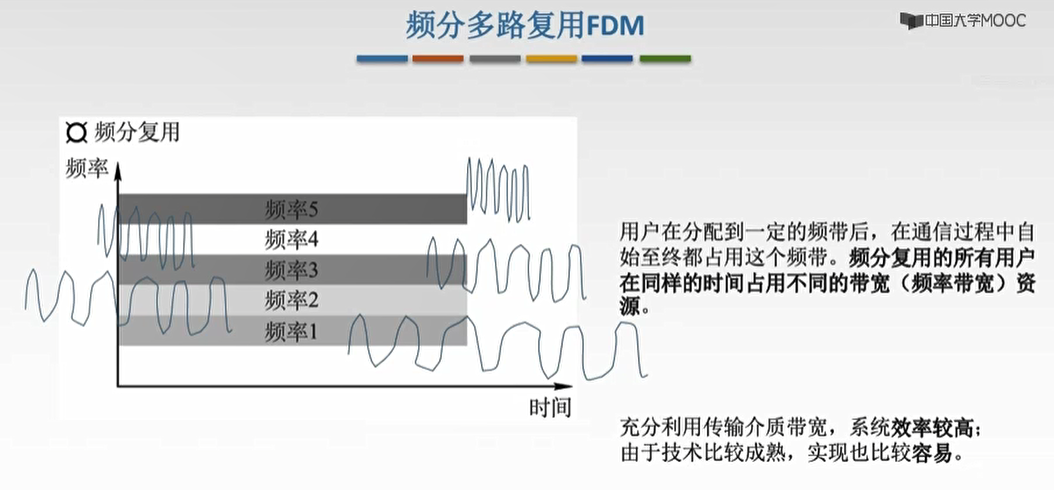 频分多路复用FDM
中国大学MOOC
¤ 频分复用
频率
频率5
频率4
频率3
频率2
频率1
时间
用户在分配到一定的频带后，在通信过程中自
始至终都占用这个频带。频分复用的所有用户
在同样的时间占用不同的带宽（频率带宽）资
源。
充分利用传输介质带宽，系统效率较高；
由于技术比较成熟，实现也比较容易。